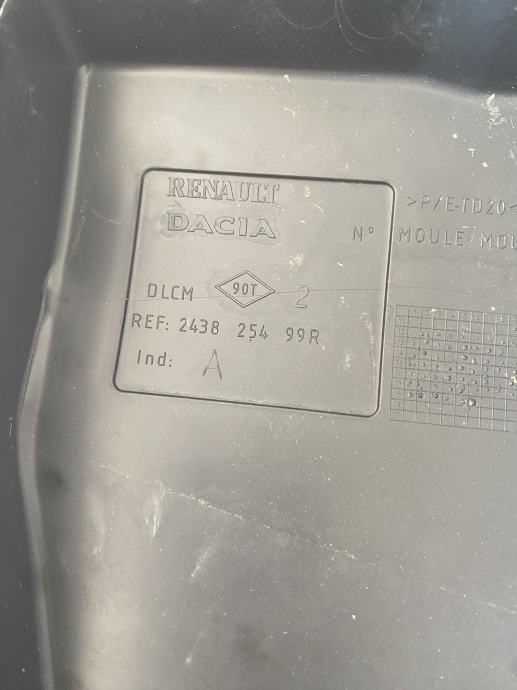 RENAULT
DACIA
>P/E-TD20<
N° MOULE MOU
DLCM 90T 2
REF: 2438 254 99R
Ind: A